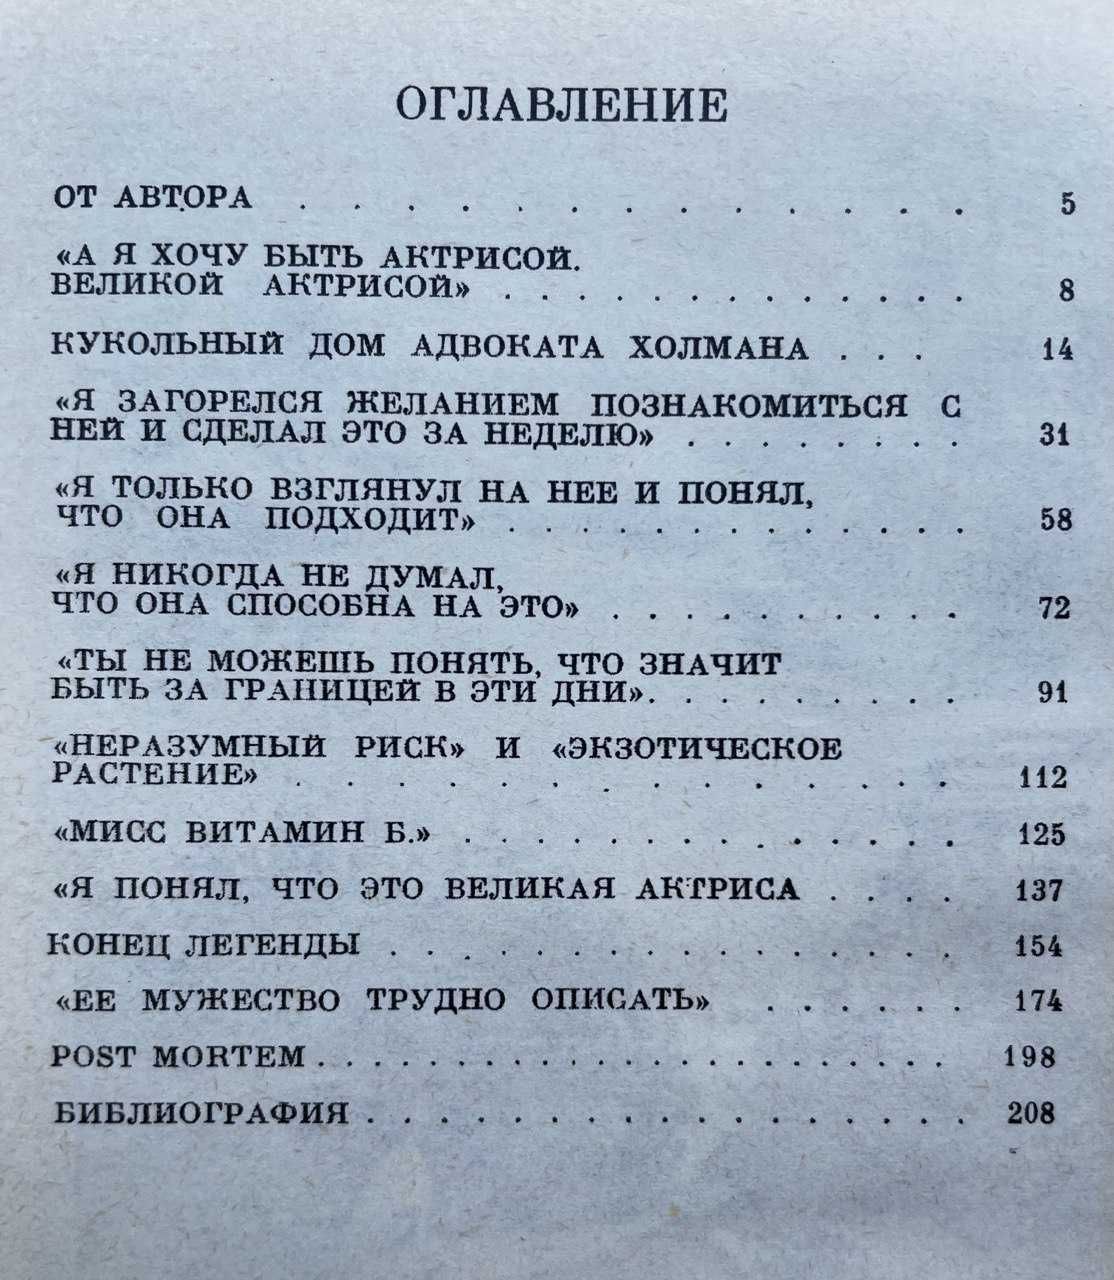 ОГЛАВЛЕНИЕ
ОТ АВТОРА . . . . . . . . . . . . . 5
«А Я ХОЧУ БЫТЬ АКТРИСОЙ.
ВЕЛИКОЙ АКТРИСОЙ» . . . . . . . . . . . . . 8
КУКОЛЬНЫЙ ДОМ АДВОКАТА ХОЛМАНА . . . 14
«Я ЗАГОРЕЛСЯ ЖЕЛАНИЕМ ПОЗНАКОМИТЬСЯ С
НЕЙ И СДЕЛАЛ ЭТО ЗА НЕДЕЛЮ» . . . . . . . . 31
«Я ТОЛЬКО ВЗГЛЯНУЛ НА НЕЕ И ПОНЯЛ,
ЧТО ОНА ПОДХОДИТ» . . . . . . . . . . . . . 58
«Я НИКОГДА НЕ ДУМАЛ,
ЧТО ОНА СПОСОБНА НА ЭТО» . . . . . . . . . . 72
«ТЫ НЕ МОЖЕШЬ ПОНЯТЬ, ЧТО ЗНАЧИТ
БЫТЬ ЗА ГРАНИЦЕЙ В ЭТИ ДНИ» . . . . . . . . . 91
«НЕРАЗУМНЫЙ РИСК» И «ЭКЗОТИЧЕСКОЕ
РАСТЕНИЕ» . . . . . . . . . . . . . 112
«МИСС ВИТАМИН Б.» . . . . . . . . . . . . . . 125
«Я ПОНЯЛ, ЧТО ЭТО ВЕЛИКАЯ АКТРИСА . . . . 137
КОНЕЦ ЛЕГЕНДЫ . . . . . . . . . . . . . . . . 154
«ЕЕ МУЖЕСТВО ТРУДНО ОПИСАТЬ» . . . . . . 174
POST MORTEM . . . . . . . . . . . . . . . . . . 198
БИБЛИОГРАФИЯ . . . . . . . . . . . . . . . . . 208